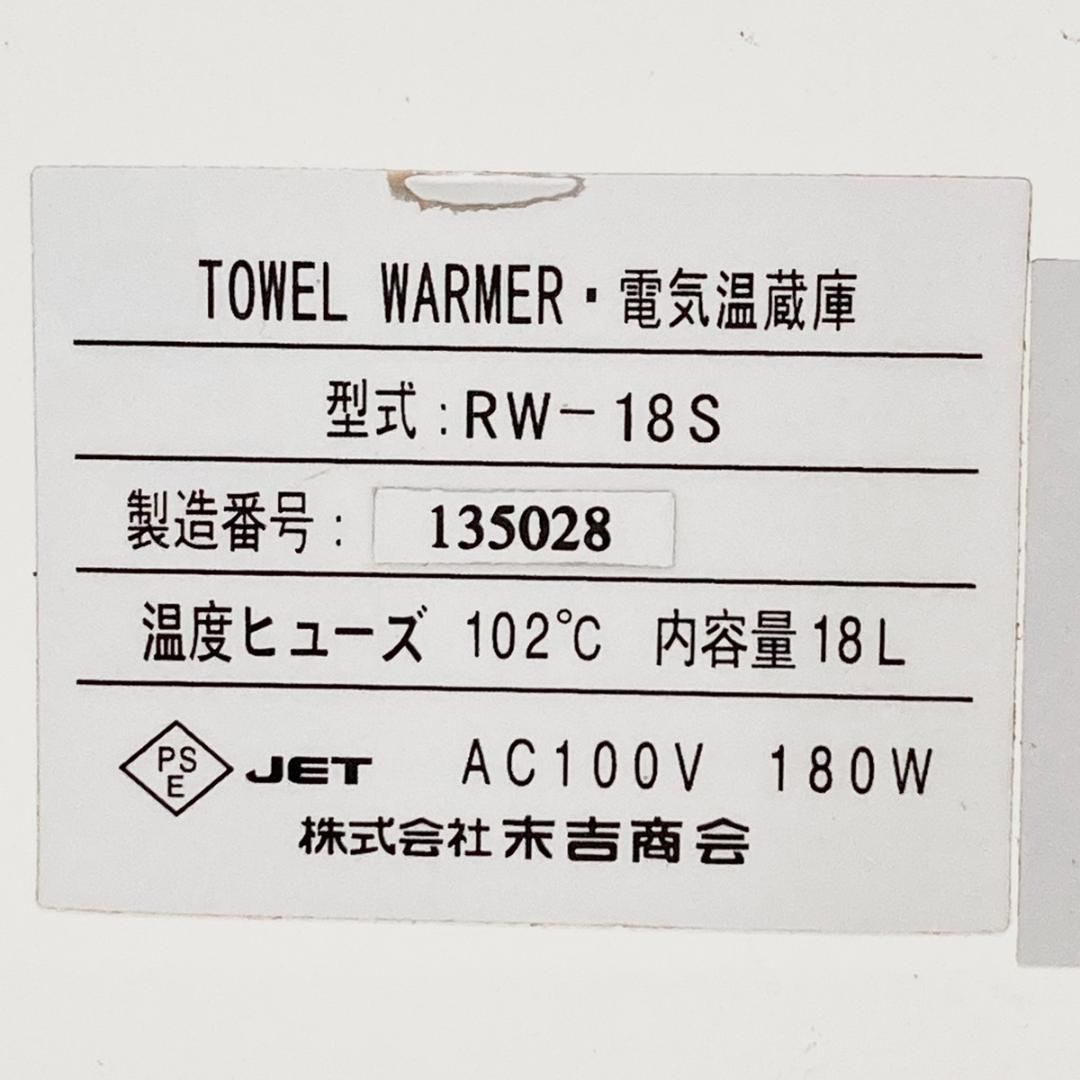 TOWEL WARMER・電気温蔵庫
型式：RW－18S
製造番号： 135028
温度ヒューズ 102℃ 内容量18L
PS E JET AC100V 180W
株式会社末吉商会